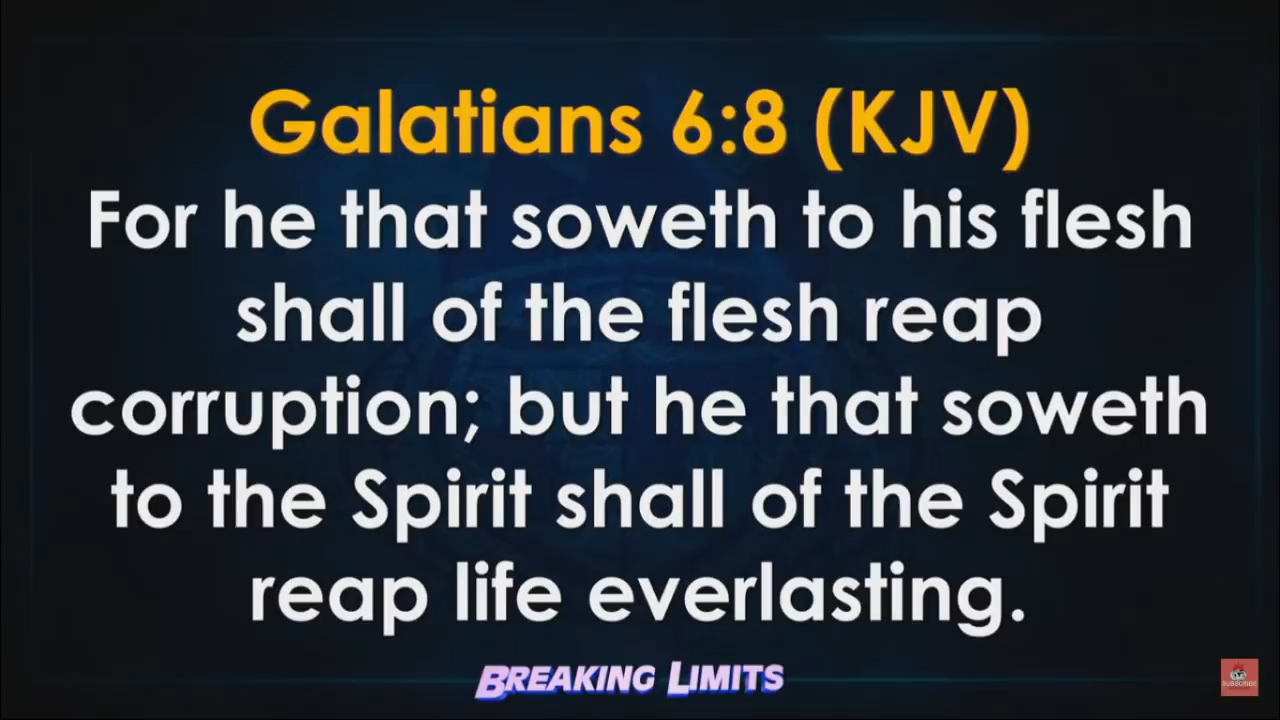 Galatians 6:8 (KJV)
For he that soweth to his flesh
shall of the flesh reap
corruption; but he that soweth
to the Spirit shall of the Spirit
reap life everlasting.
BREAKING LIMITS
SUBSCRIBE